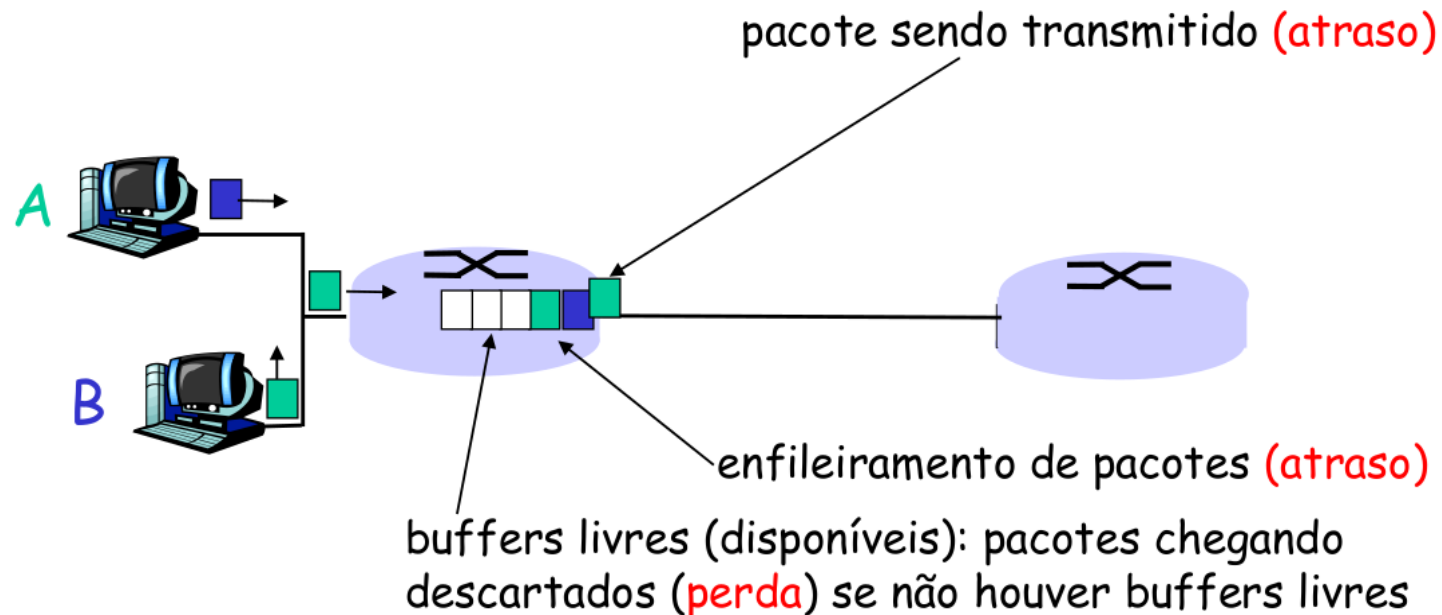 pacote sendo transmitido (atraso)
A
B
enfileiramento de pacotes (atraso)
buffers livres (disponíveis): pacotes chegando
descartados (perda) se não houver buffers livres